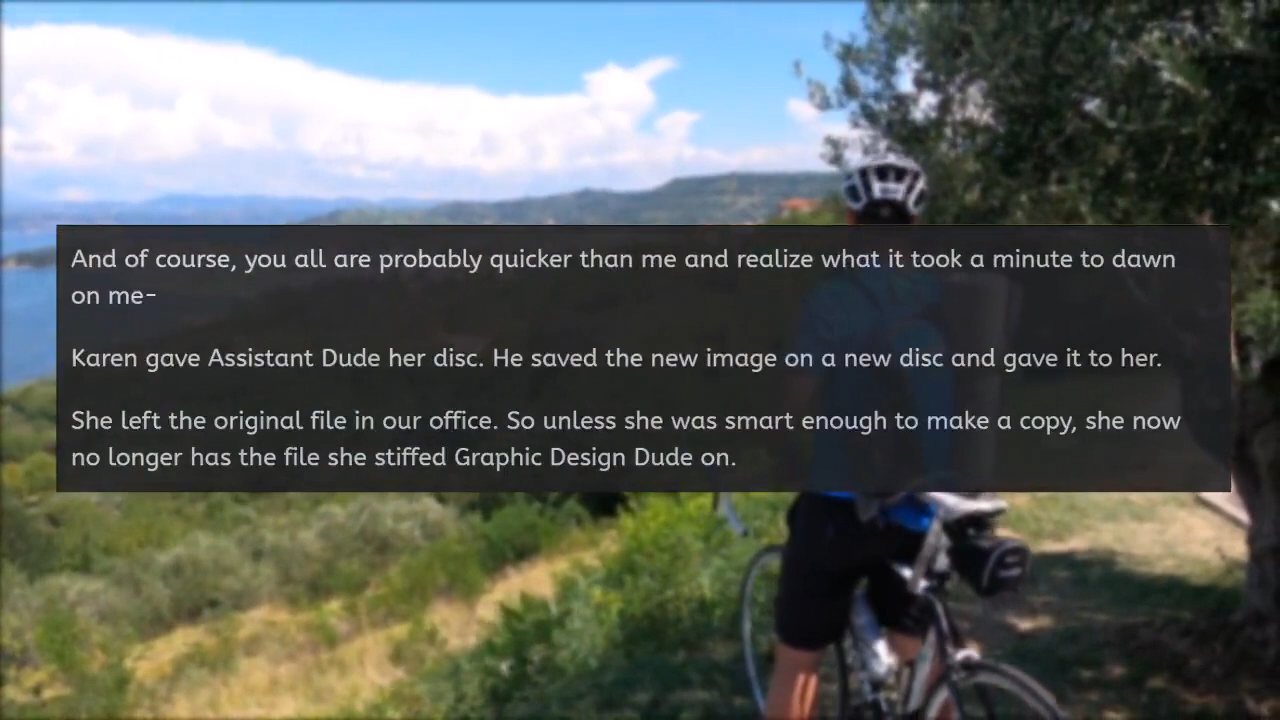 And of course, you all are probably quicker than me and realize what it took a minute to dawn
on me-
Karen gave Assistant Dude her disc. He saved the new image on a new disc and gave it to her.
She left the original file in our office. So unless she was smart enough to make a copy, she now
no longer has the file she stiffed Graphic Design Dude on.